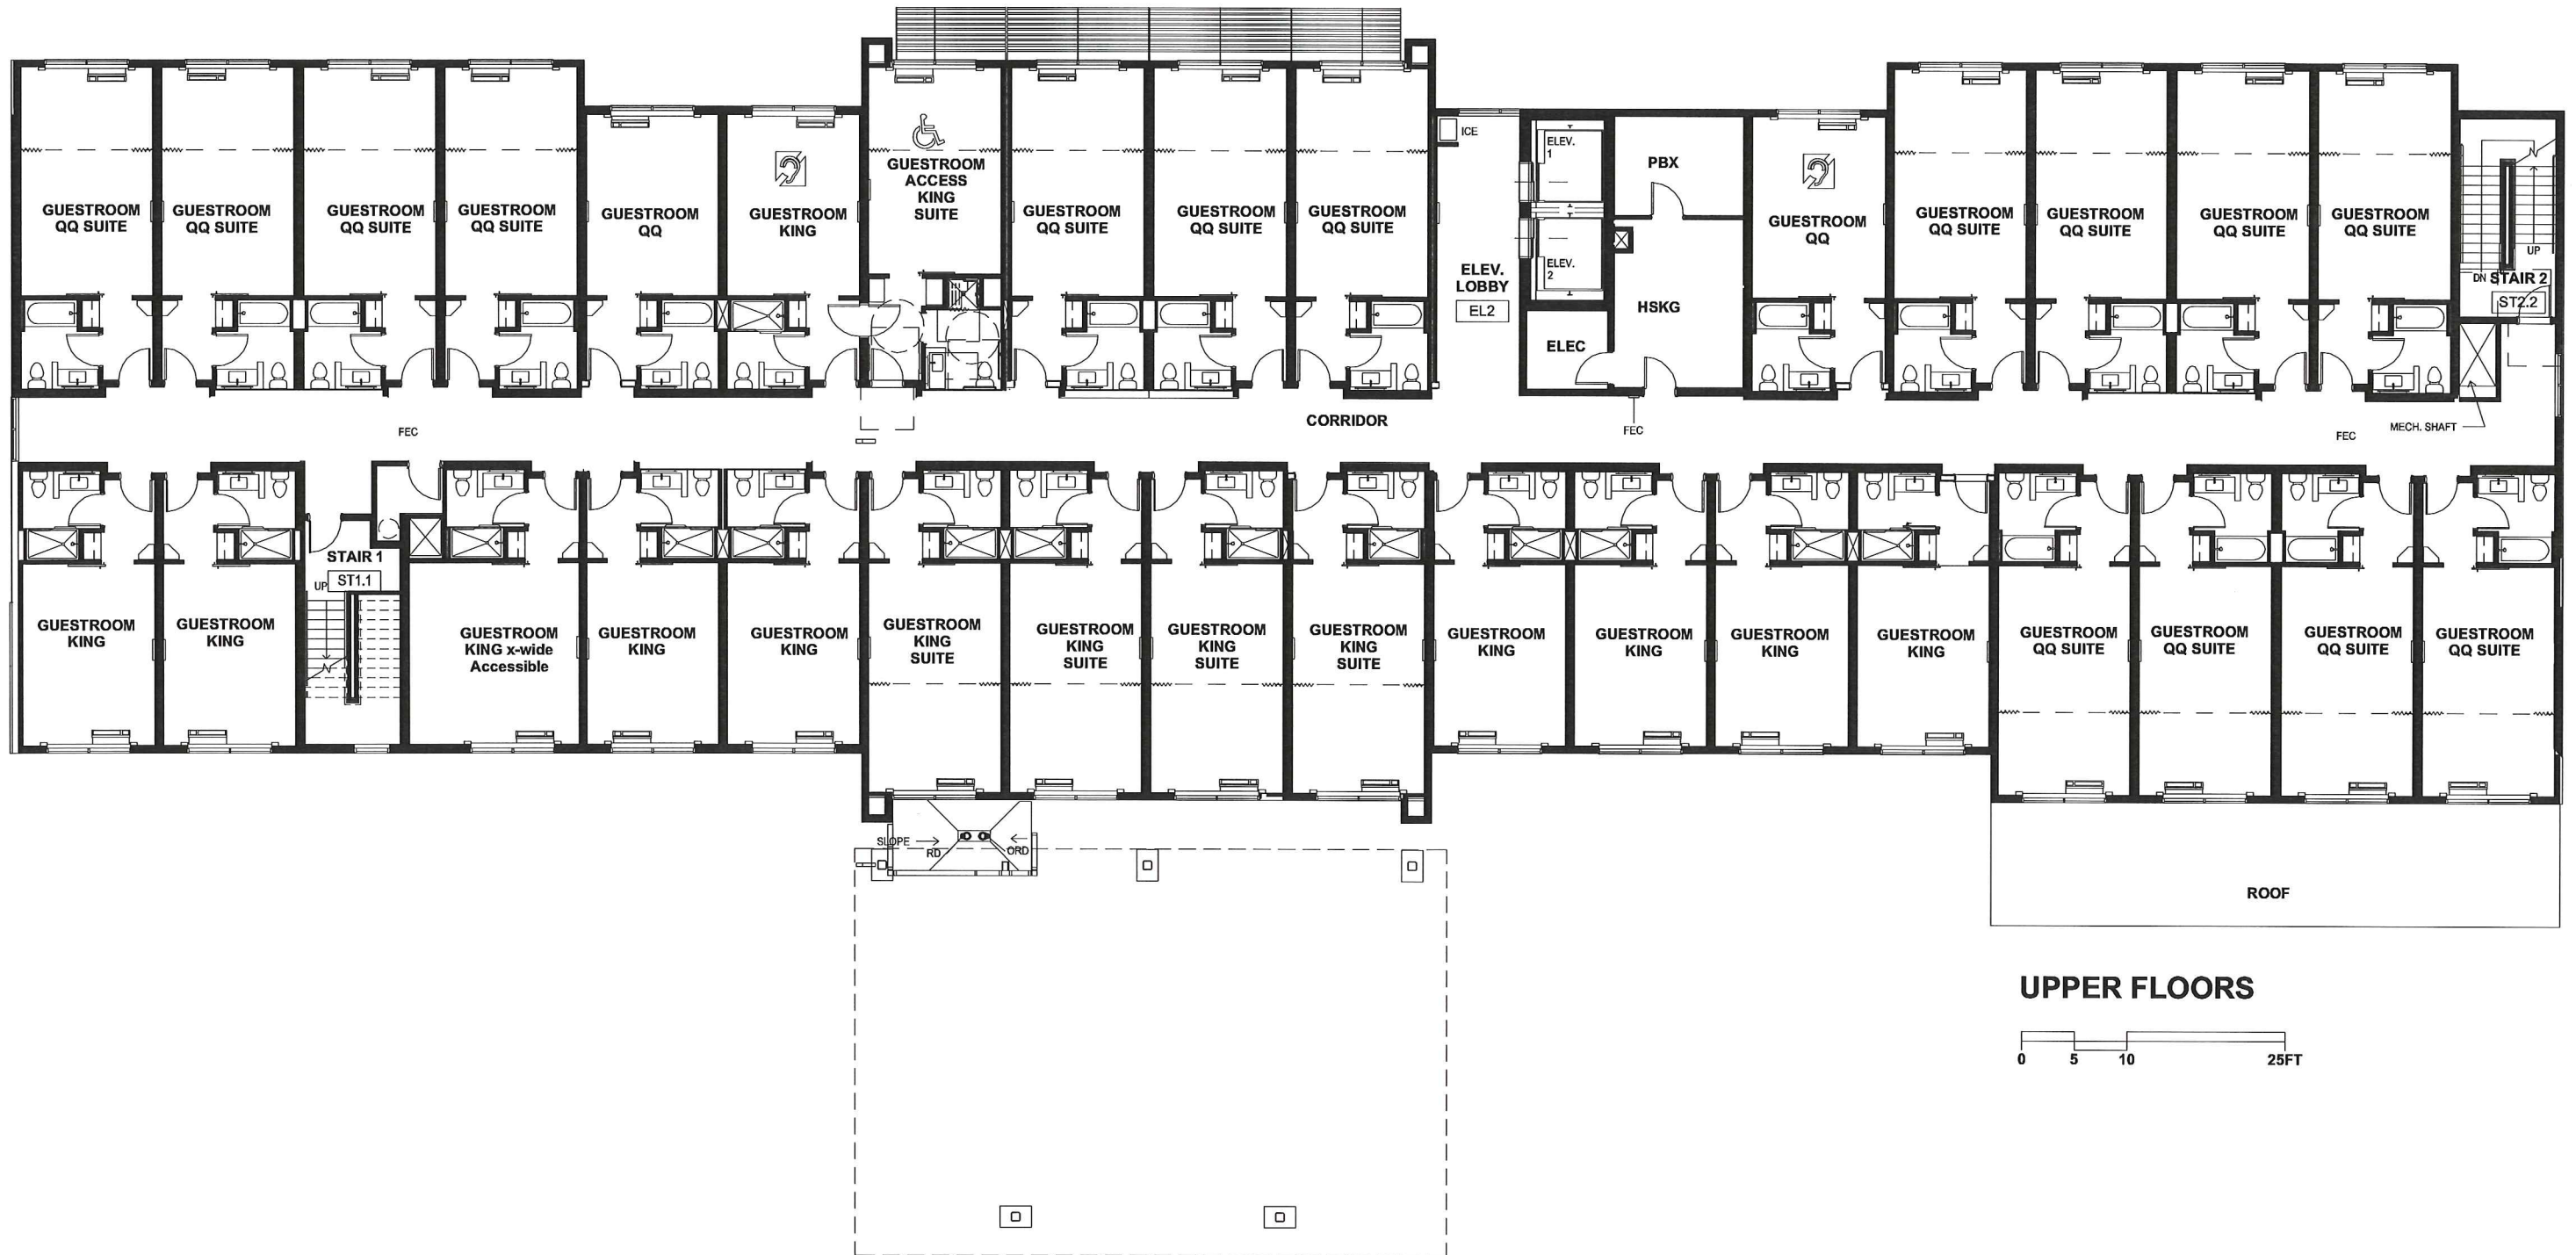 GUESTROOM
QQ SUITE
GUESTROOM
QQ SUITE
GUESTROOM
QQ SUITE
GUESTROOM
QQ SUITE
GUESTROOM
QQ
GUESTROOM
KING
GUESTROOM
ACCESS
KING
SUITE
GUESTROOM
QQ SUITE
GUESTROOM
QQ SUITE
GUESTROOM
QQ SUITE
ICE
ELEV.
LOBBY
EL2
ELEV.
1
ELEV.
2
ELEC
PBX
HSKG
GUESTROOM
QQ
GUESTROOM
QQ SUITE
GUESTROOM
QQ SUITE
GUESTROOM
QQ SUITE
GUESTROOM
QQ SUITE
UP
DN
STAIR 2
ST2.2
FEC
CORRIDOR
FEC
FEC
MECH. SHAFT
GUESTROOM
KING
GUESTROOM
KING
STAIR 1
UP
ST1.1
GUESTROOM
KING x-wide
Accessible
GUESTROOM
KING
GUESTROOM
KING
GUESTROOM
KING
SUITE
GUESTROOM
KING
SUITE
GUESTROOM
KING
SUITE
GUESTROOM
KING
SUITE
GUESTROOM
KING
GUESTROOM
KING
GUESTROOM
KING
GUESTROOM
KING
GUESTROOM
QQ SUITE
GUESTROOM
QQ SUITE
GUESTROOM
QQ SUITE
GUESTROOM
QQ SUITE
SLOPE
RD
ORD
ROOF
UPPER FLOORS
0 5 10 25FT